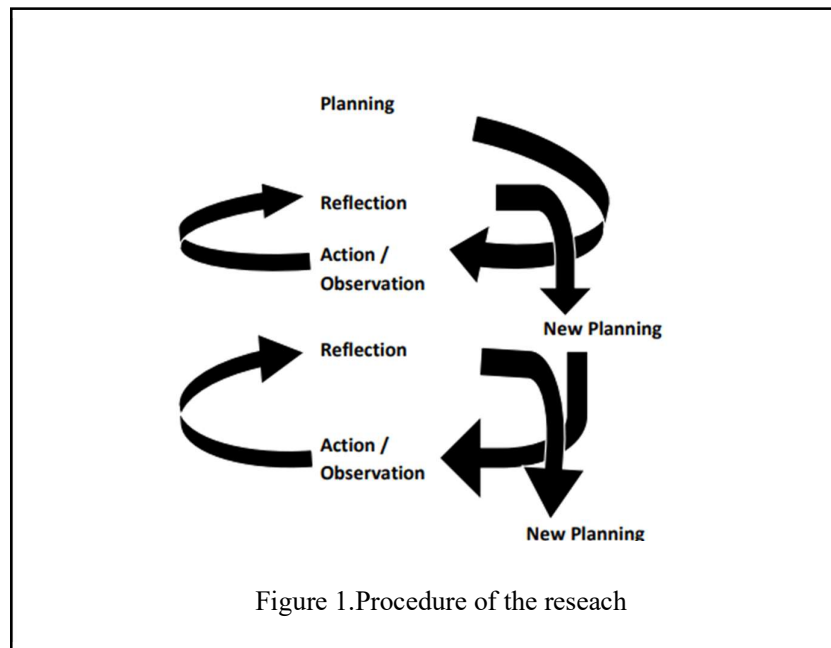 Planning
Reflection
Action /
Observation
New Planning
Reflection
Action /
Observation
New Planning
Figure 1.Procedure of the reseach